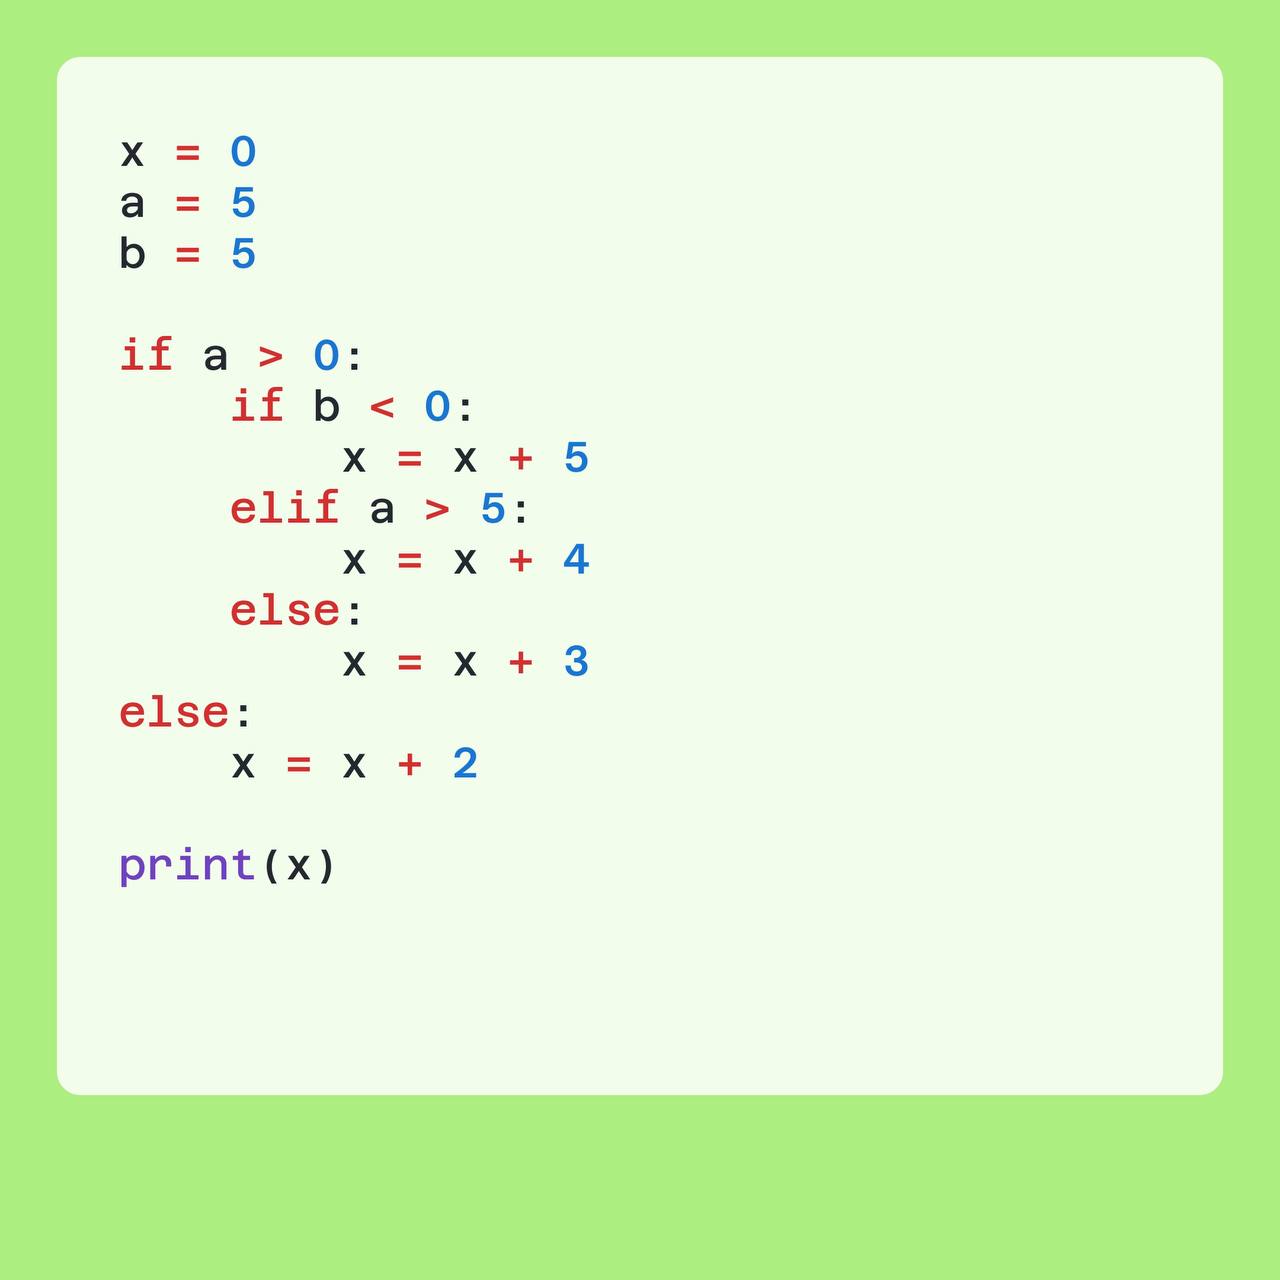 x = 0
a = 5
b = 5

if a > 0:
    if b < 0:
        x = x + 5
    elif a > 5:
        x = x + 4
    else:
        x = x + 3
else:
    x = x + 2

print(x)